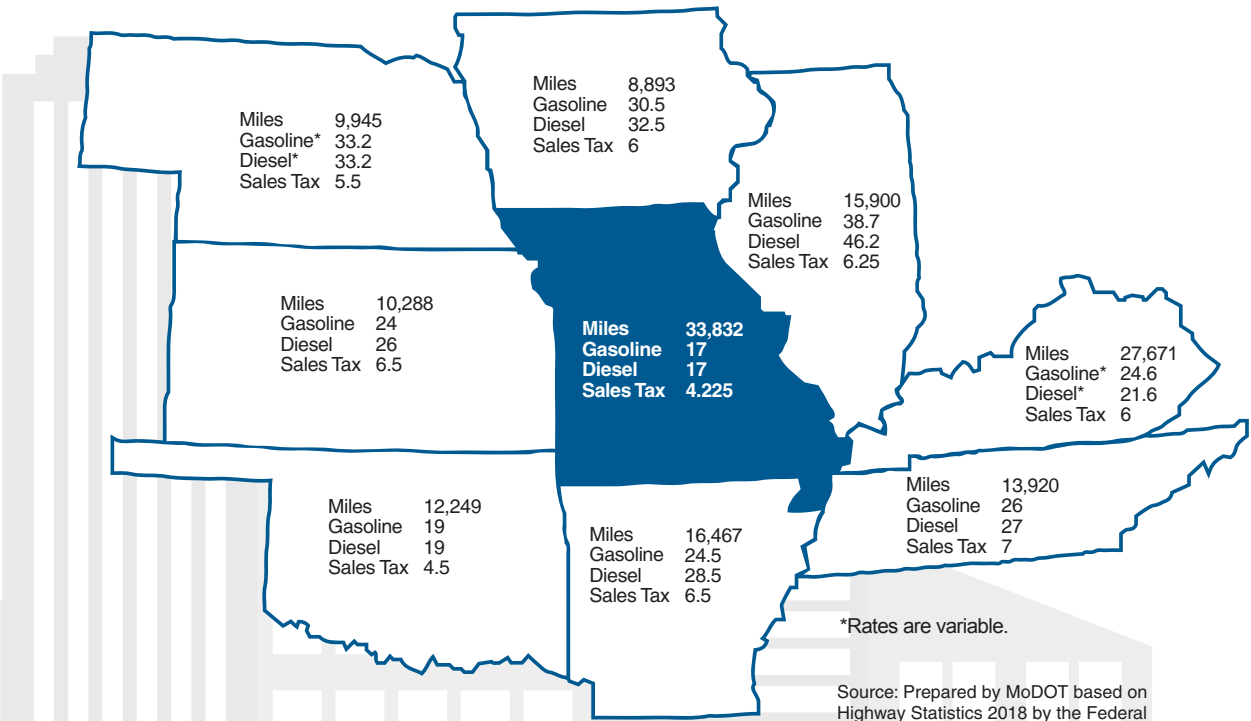 Miles 8,893
Gasoline 30.5
Diesel 32.5
Sales Tax 6
Miles 9,945
Gasoline* 33.2
Diesel* 33.2
Sales Tax 5.5
Miles 15,900
Gasoline 38.7
Diesel 46.2
Sales Tax 6.25
Miles 10,288
Gasoline 24
Diesel 26
Sales Tax 6.5
Miles 33,832
Gasoline 17
Diesel 17
Sales Tax 4.225
Miles 27,671
Gasoline* 24.6
Diesel* 21.6
Sales Tax 6
Miles 12,249
Gasoline 19
Diesel 19
Sales Tax 4.5
Miles 16,467
Gasoline 24.5
Diesel 28.5
Sales Tax 6.5
Miles 13,920
Gasoline 26
Diesel 27
Sales Tax 7
*Rates are variable.
Source: Prepared by MoDOT based on
Highway Statistics 2018 by the Federal